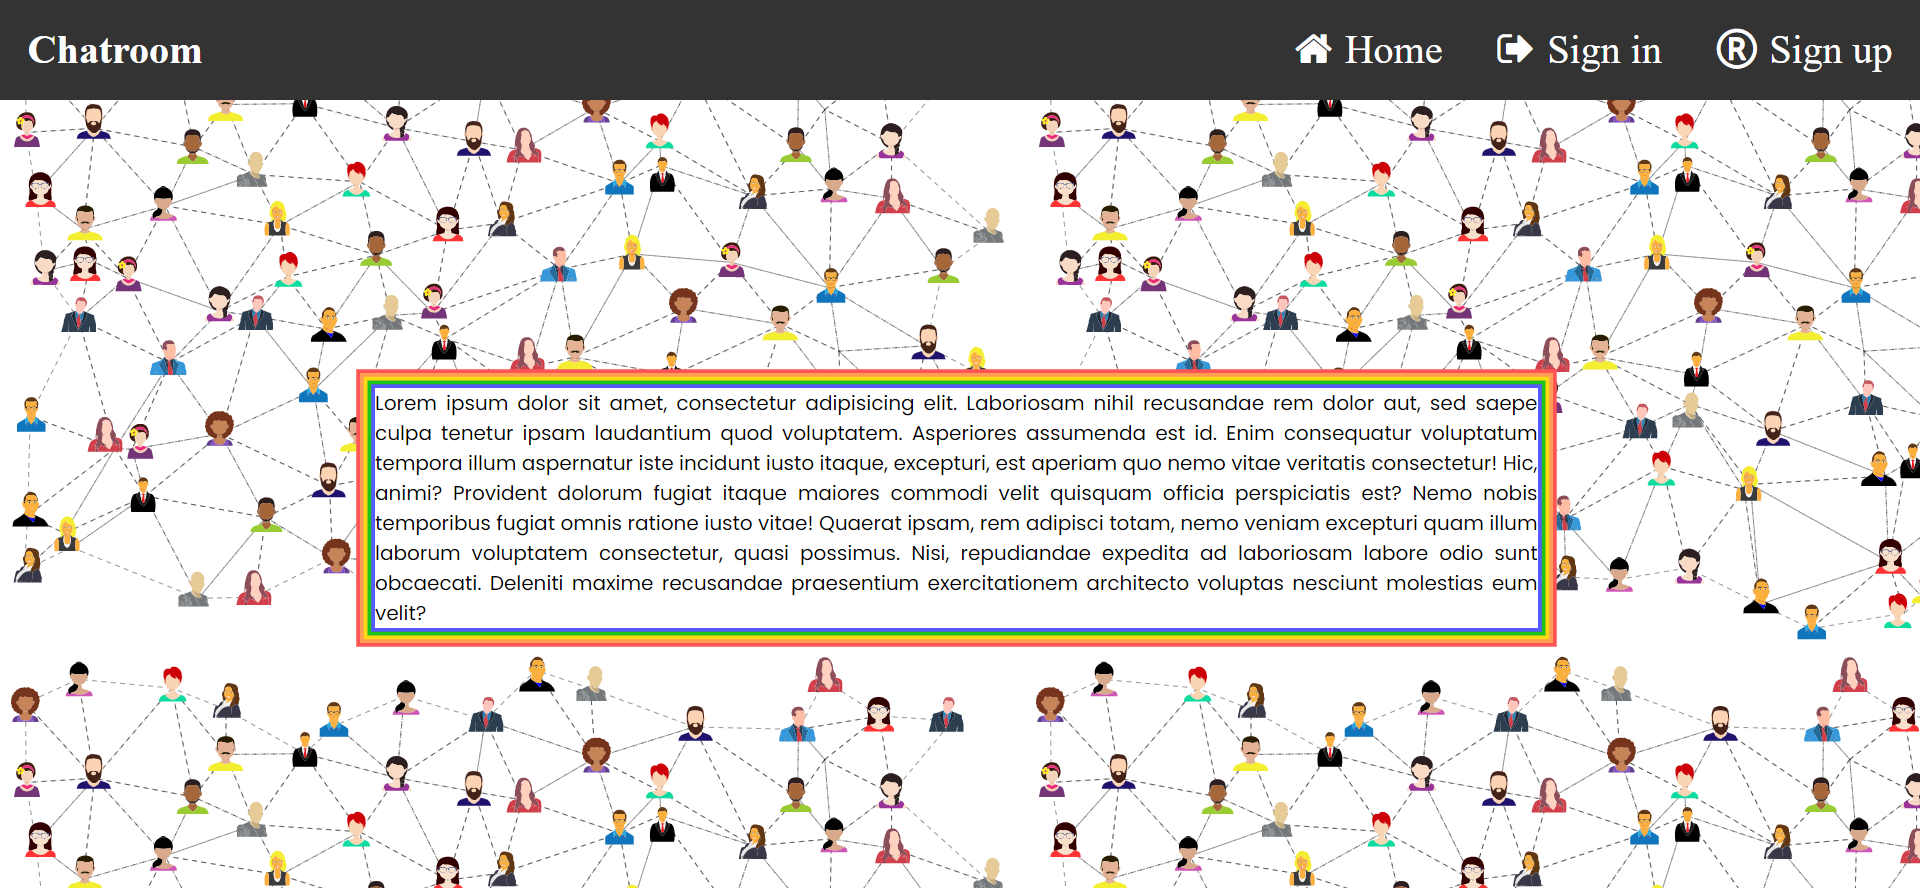 Chatroom
Home
Sign in
Sign up
Lorem ipsum dolor sit amet, consectetur adipisicing elit. Laboriosam nihil recusandae rem dolor aut, sed saepe
culpa tenetur ipsam laudantium quod voluptatem. Asperiores assumenda est id. Enim consequatur voluptatum
tempora illum aspernatur iste incidunt iusto itaque, excepturi, est aperiam quo nemo vitae veritatis consectetur! Hic,
animi? Provident dolorum fugiat itaque maiores commodi velit quisquam officia perspiciatis est? Nemo nobis
temporibus fugiat omnis ratione iusto vitae! Quaerat ipsam, rem adipisci totam, nemo veniam excepturi quam illum
laborum voluptatem consectetur, quasi possimus. Nisi, repudiandae expedita ad laboriosam labore odio sunt
obcaecati. Deleniti maxime recusandae praesentium exercitationem architecto voluptas nesciunt molestias eum
velit?